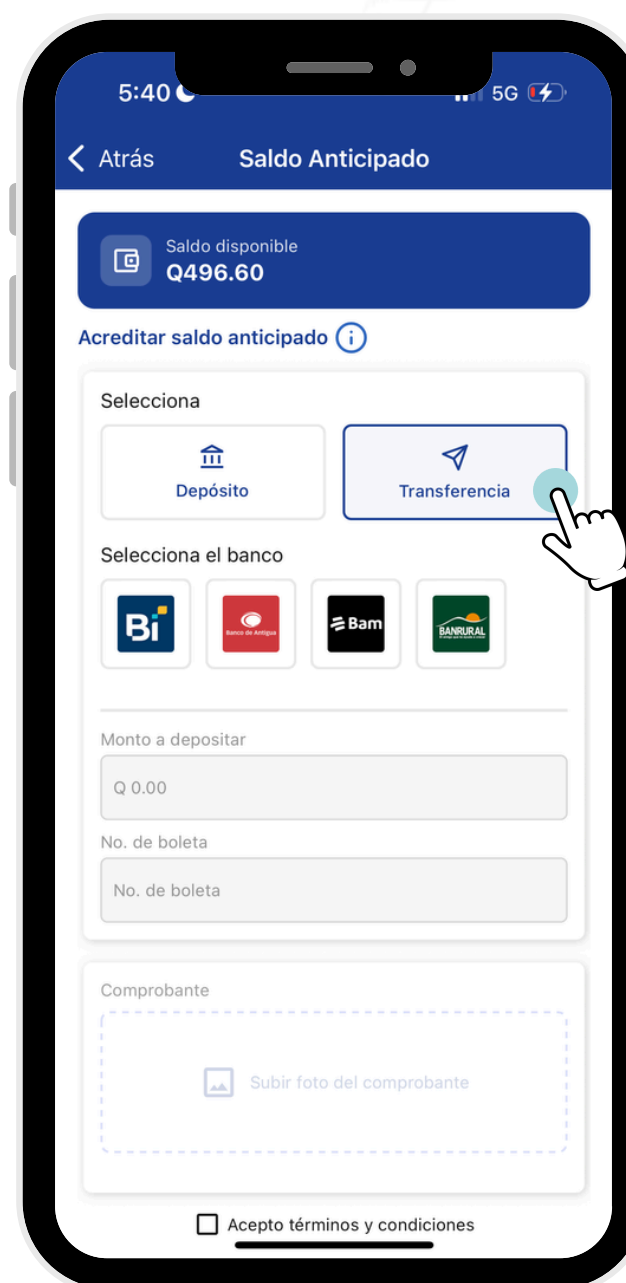 5:40
5G
Atrás
Saldo Anticipado
Saldo disponible
Q496.60
Acreditar saldo anticipado
Selecciona
Depósito
Transferencia
Selecciona el banco
Bi
Banco de Antigua
Bam
BANRURAL
Monto a depositar
Q 0.00
No. de boleta
No. de boleta
Comprobante
Subir foto del comprobante
Acepto términos y condiciones